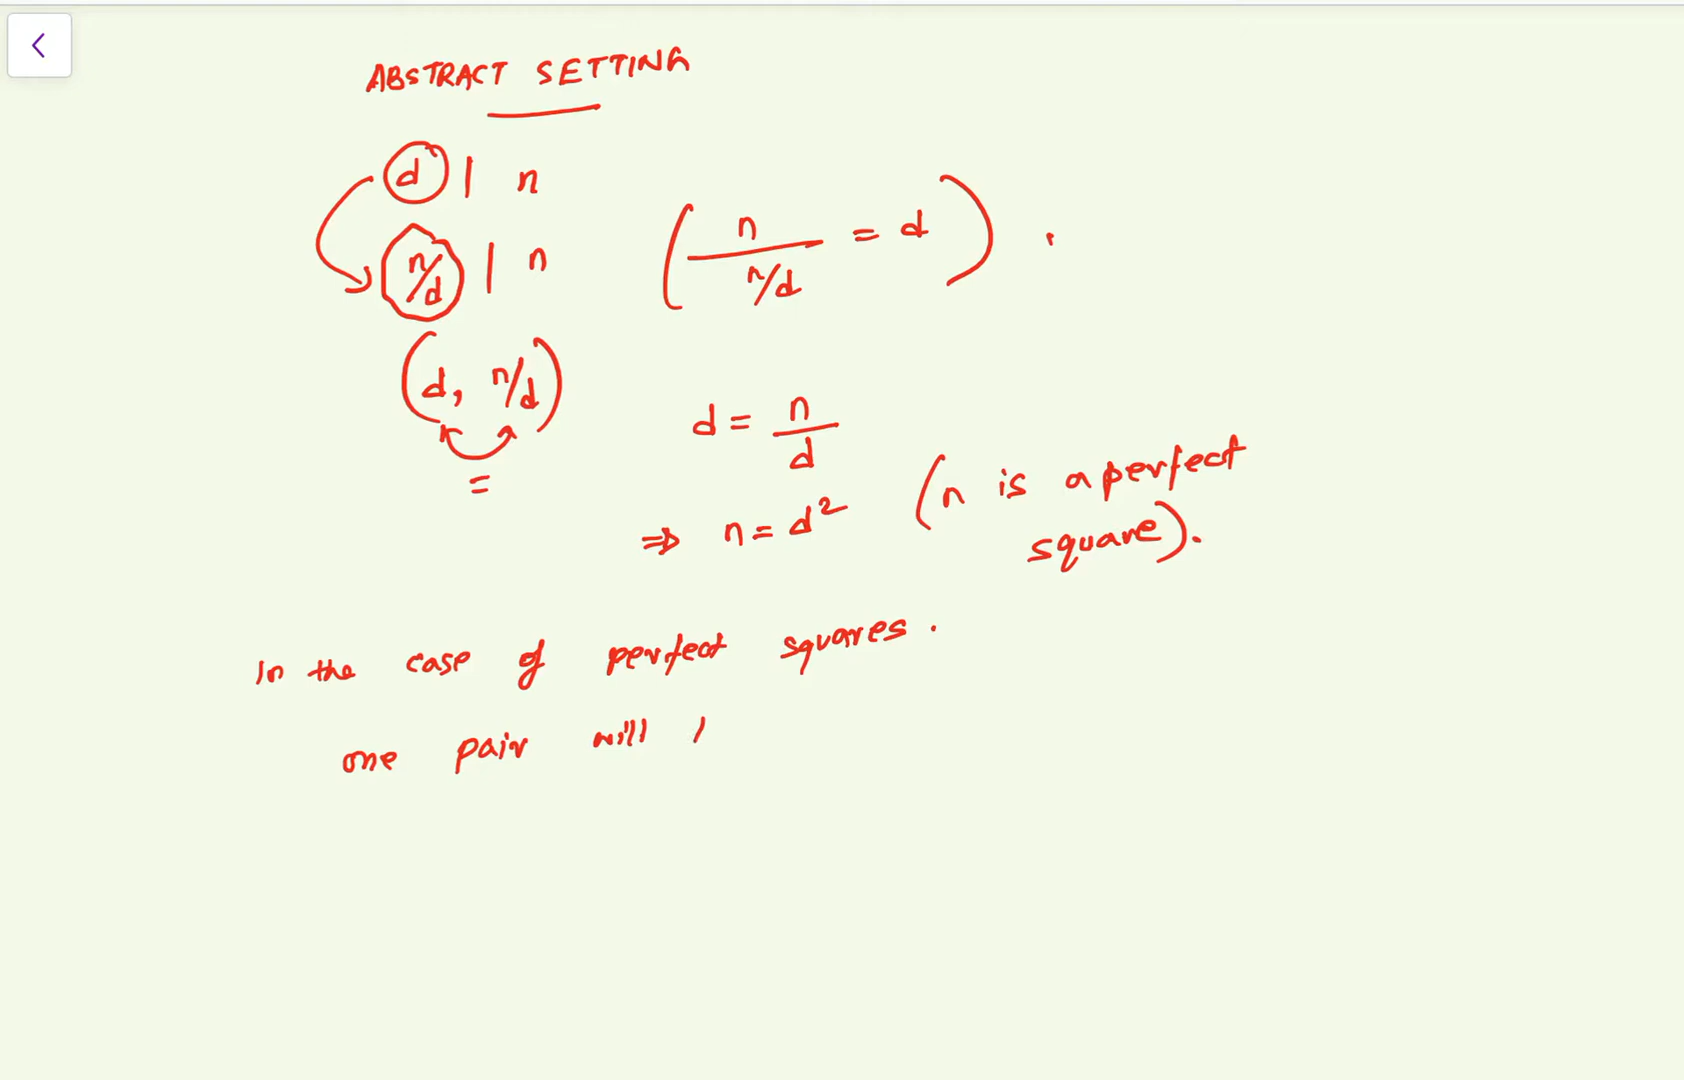 ABSTRACT SETTING
d | n
n/d | n
( n / n/d = d ) .
(d, n/d)
=
d = n/d
⇒ n = d² (n is a perfect square).
In the case of perfect squares.
one pair will